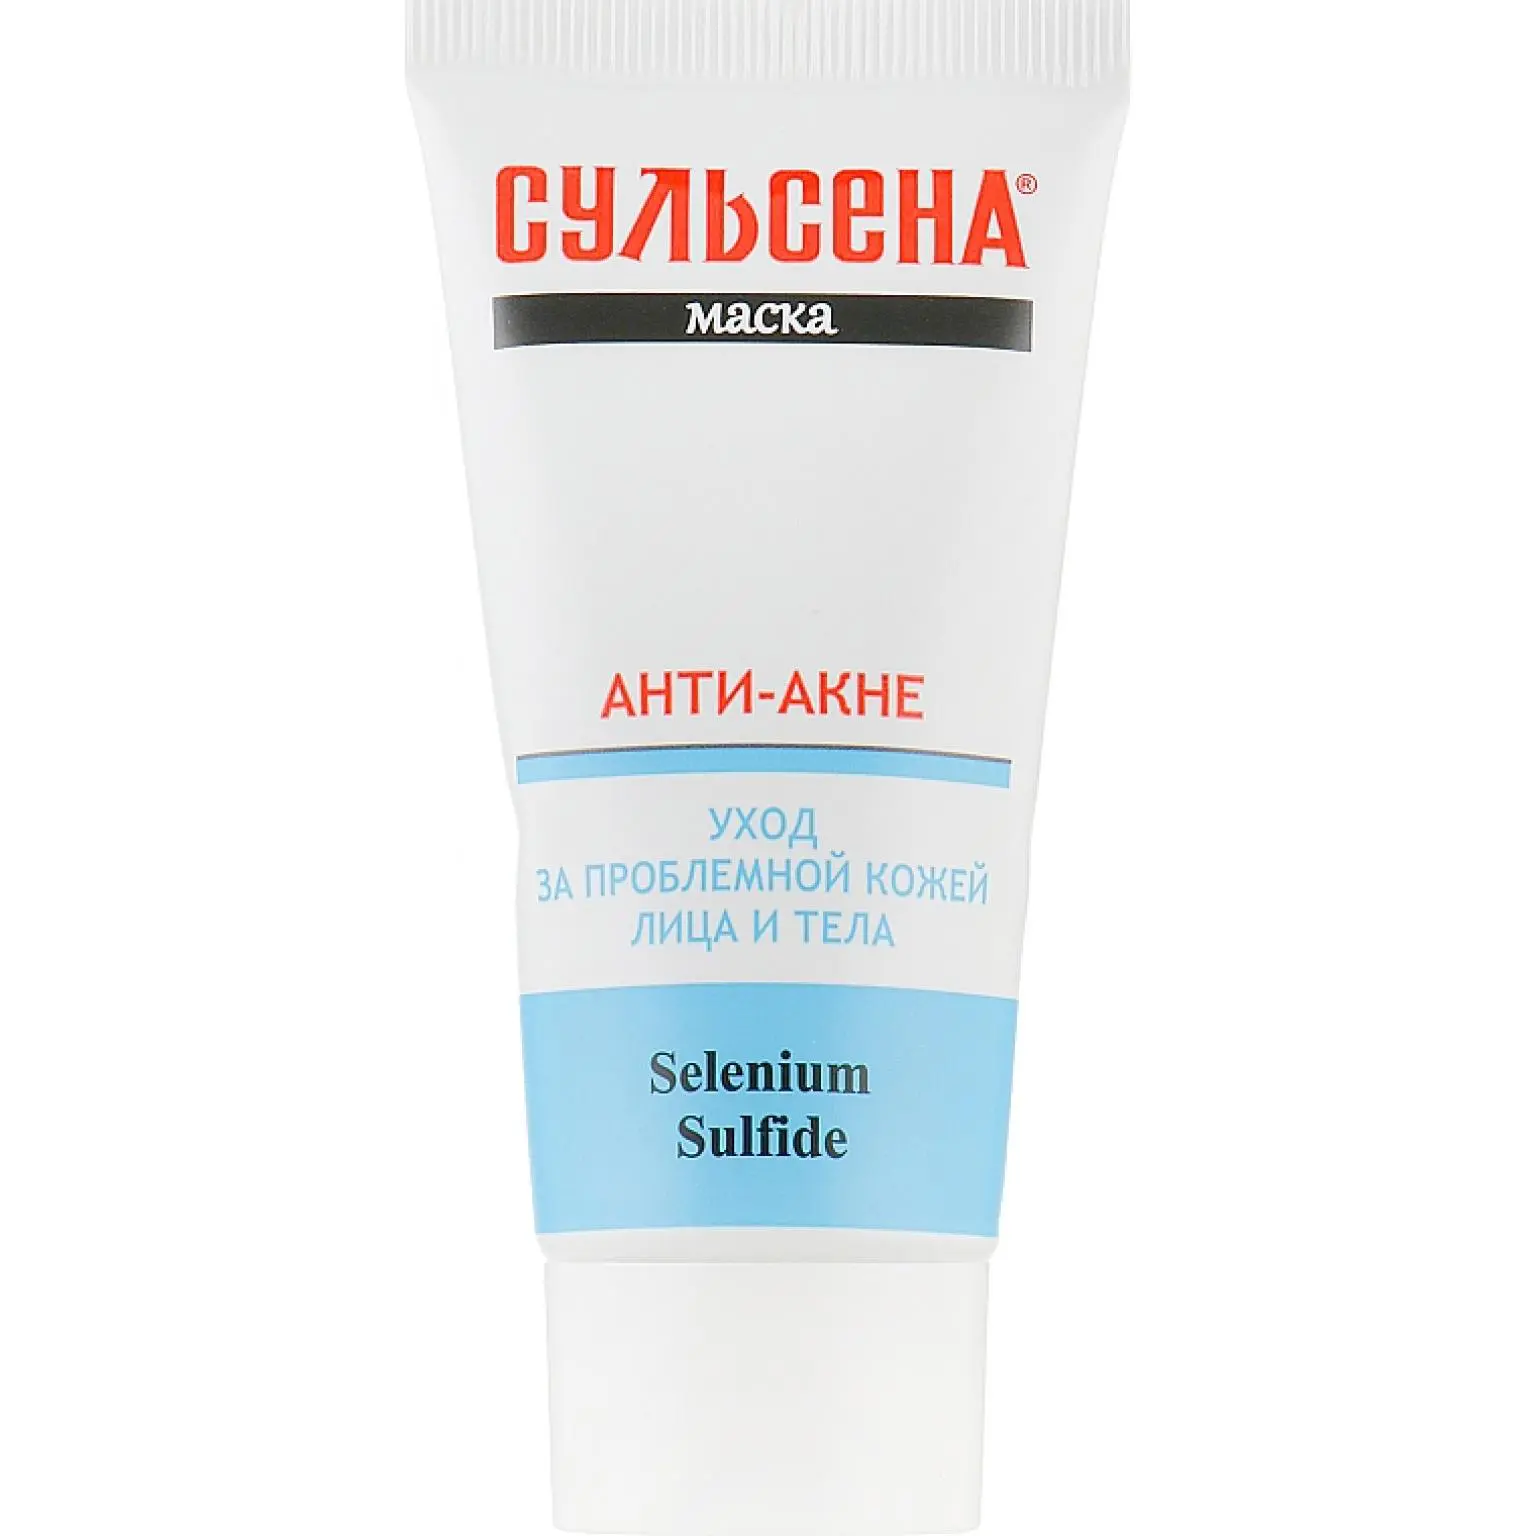 СУЛЬСЕНА®
маска
АНТИ-АКНЕ
УХОД
ЗА ПРОБЛЕМНОЙ КОЖЕЙ
ЛИЦА И ТЕЛА
Selenium
Sulfide